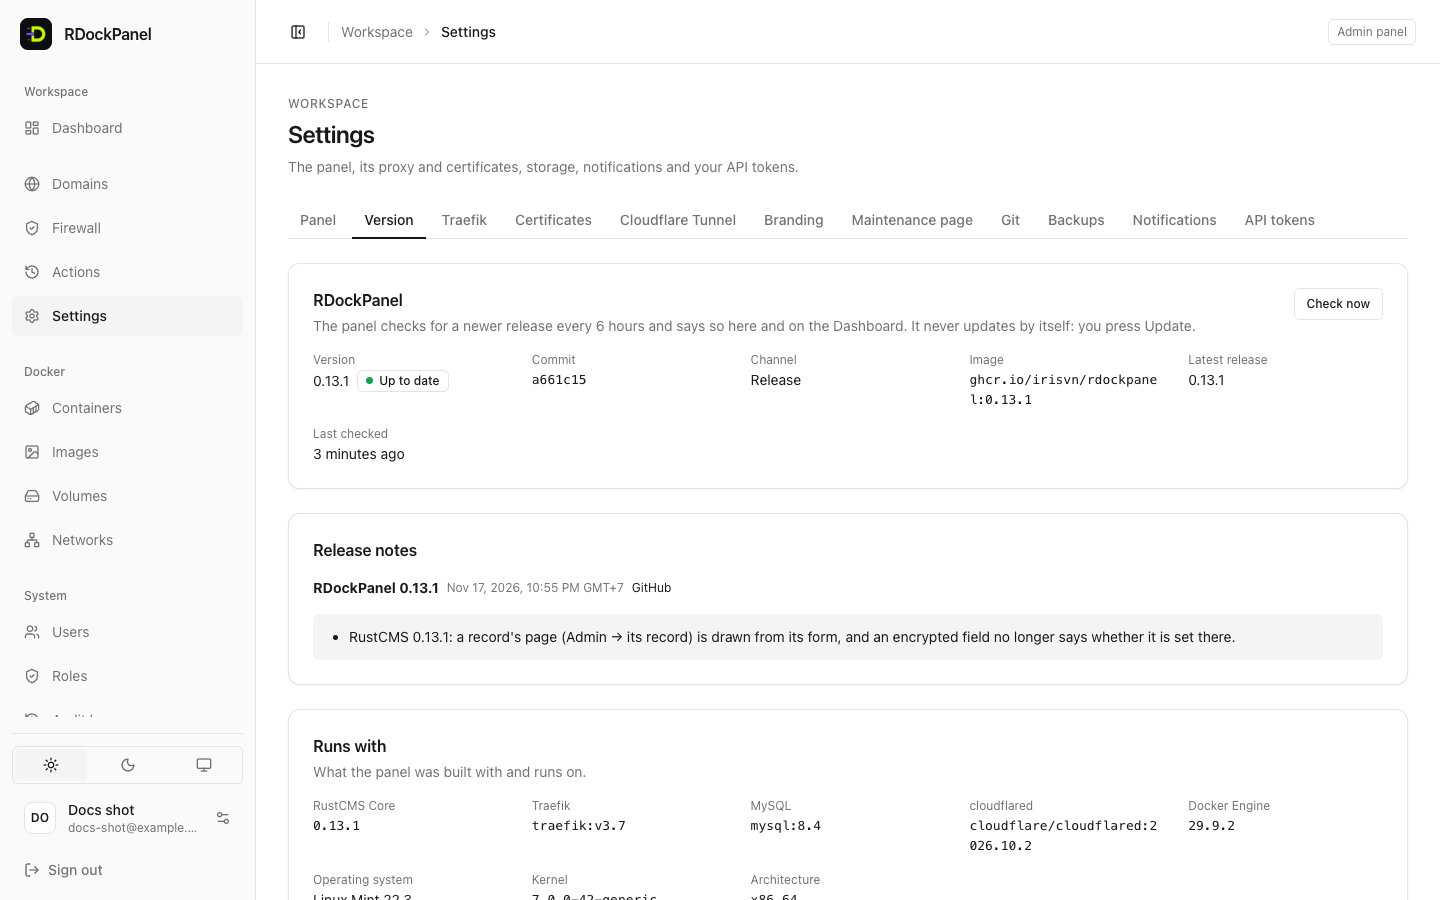 RDockPanel
Workspace
Dashboard
Domains
Firewall
Actions
Settings
Docker
Containers
Images
Volumes
Networks
System
Users
Roles
DO
Docs shot
docs-shot@example....
Sign out
Workspace
Settings
Admin panel
WORKSPACE
Settings
The panel, its proxy and certificates, storage, notifications and your API tokens.
Panel
Version
Traefik
Certificates
Cloudflare Tunnel
Branding
Maintenance page
Git
Backups
Notifications
API tokens
RDockPanel
Check now
The panel checks for a newer release every 6 hours and says so here and on the Dashboard. It never updates by itself: you press Update.
Version
0.13.1
Up to date
Commit
a661c15
Channel
Release
Image
ghcr.io/irisvn/rdockpane
l:0.13.1
Latest release
0.13.1
Last checked
3 minutes ago
Release notes
RDockPanel 0.13.1 Nov 17, 2026, 10:55 PM GMT+7 GitHub
• RustCMS 0.13.1: a record's page (Admin → its record) is drawn from its form, and an encrypted field no longer says whether it is set there.
Runs with
What the panel was built with and runs on.
RustCMS Core
0.13.1
Traefik
traefik:v3.7
MySQL
mysql:8.4
cloudflared
cloudflare/cloudflared:2
026.10.2
Docker Engine
29.9.2
Operating system
Linux Mint 22.3
Kernel
7.0.0-42-generic
Architecture
x86_64